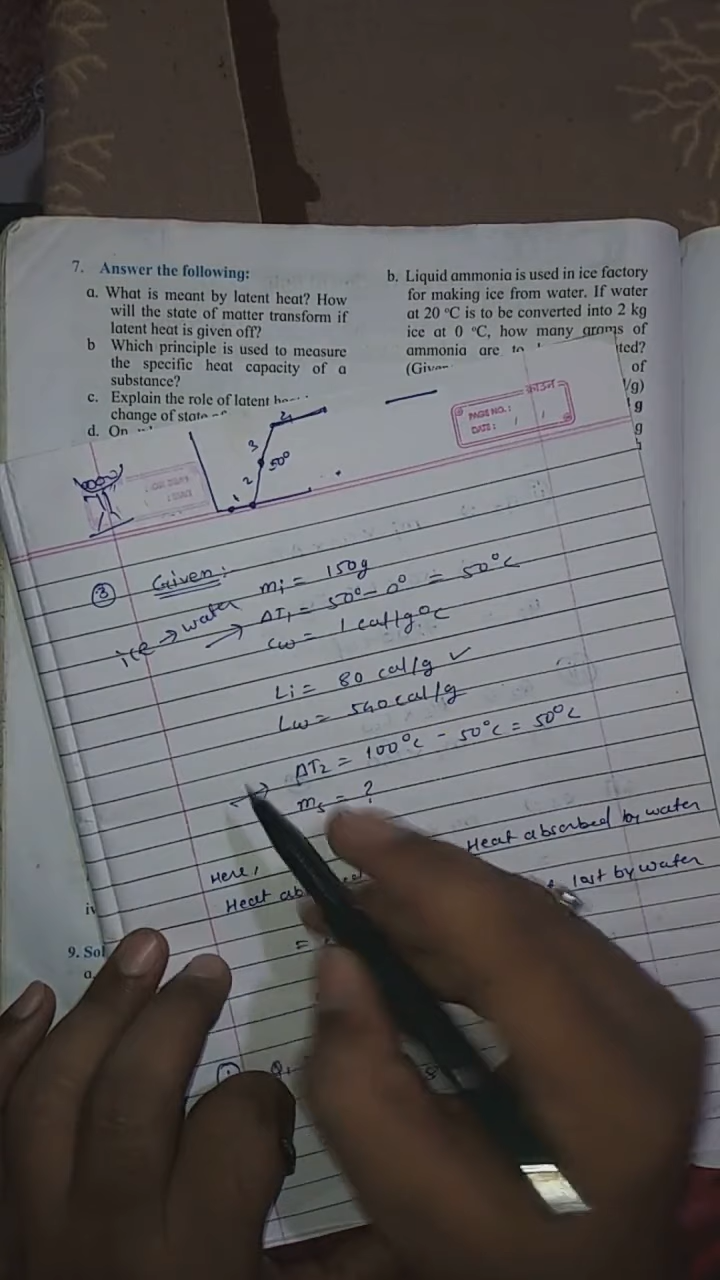 7. Answer the following:
a. What is meant by latent heat? How
will the state of matter transform if
latent heat is given off?
b Which principle is used to measure
the specific heat capacity of a
substance?
c. Explain the role of latent
change of state
d. On
b. Liquid ammonia is used in ice factory
for making ice from water. If water
at 20 °C is to be converted into 2 kg
ice at 0 °C, how many grams of
ammonia are to
(Given
of
/g)
g
g
क्राउन
PAGE NO.:
DATE: / /
1
2
3
50°
③ Given:
ice → water
mi = 150g
→ ΔT1 = 50° - 0° = 50°C
Cw = 1 cal/g°C
Li = 80 cal/g ✓
Lw = 540 cal/g
→ ΔT2 = 100°C - 50°C = 50°C
ms = ?
Here,
Heat absorbed by water
Heat
lost by water
=
iv
9. Sol
a.
①